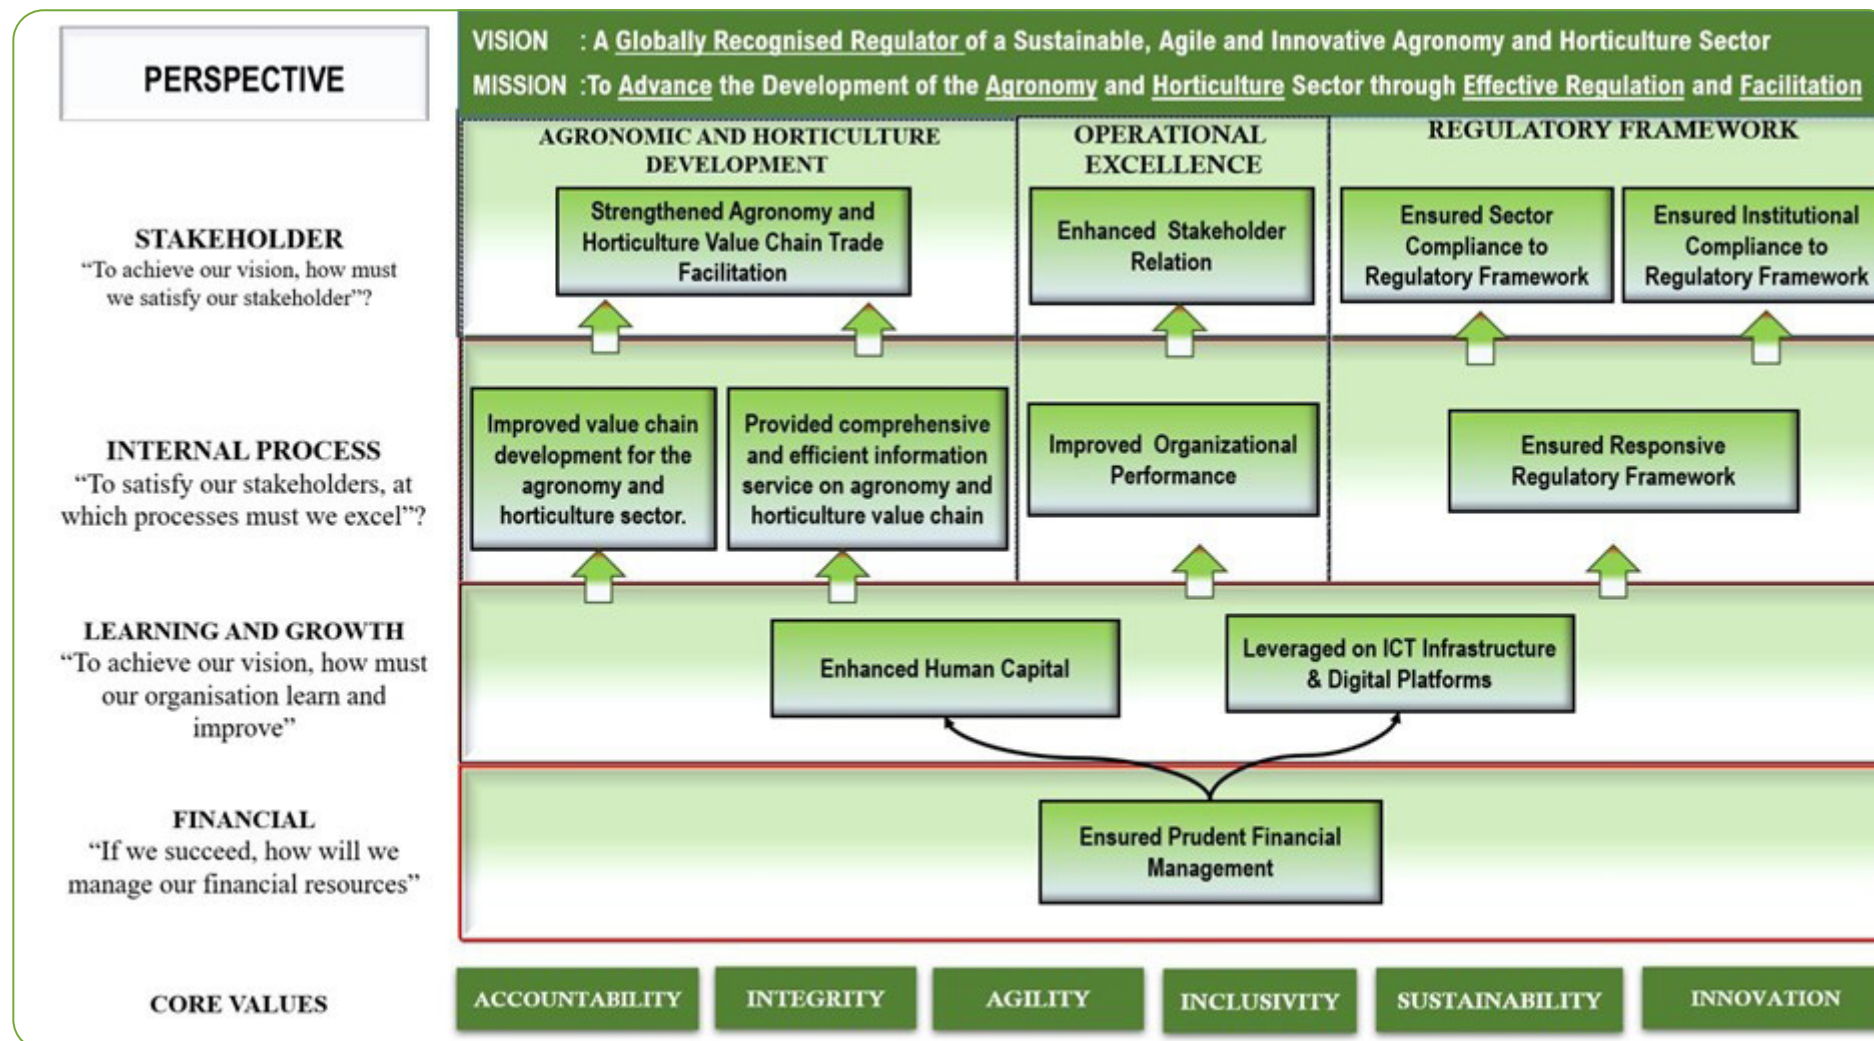 PERSPECTIVE
VISION : A Globally Recognised Regulator of a Sustainable, Agile and Innovative Agronomy and Horticulture Sector
MISSION :To Advance the Development of the Agronomy and Horticulture Sector through Effective Regulation and Facilitation
AGRONOMIC AND HORTICULTURE
DEVELOPMENT
OPERATIONAL
EXCELLENCE
REGULATORY FRAMEWORK
STAKEHOLDER
“To achieve our vision, how must
we satisfy our stakeholder”?
Strengthened Agronomy and
Horticulture Value Chain Trade
Facilitation
Enhanced Stakeholder
Relation
Ensured Sector
Compliance to
Regulatory Framework
Ensured Institutional
Compliance to
Regulatory Framework
INTERNAL PROCESS
“To satisfy our stakeholders, at
which processes must we excel”?
Improved value chain
development for the
agronomy and
horticulture sector.
Provided comprehensive
and efficient information
service on agronomy and
horticulture value chain
Improved Organizational
Performance
Ensured Responsive
Regulatory Framework
LEARNING AND GROWTH
“To achieve our vision, how must
our organisation learn and
improve”
Enhanced Human Capital
Leveraged on ICT Infrastructure
& Digital Platforms
FINANCIAL
“If we succeed, how will we
manage our financial resources”
Ensured Prudent Financial
Management
CORE VALUES
ACCOUNTABILITY
INTEGRITY
AGILITY
INCLUSIVITY
SUSTAINABILITY
INNOVATION